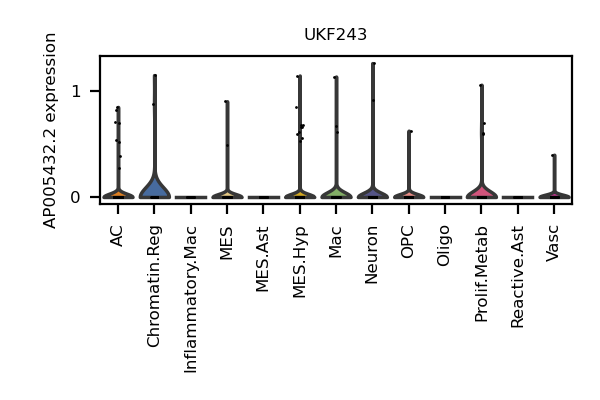 UKF243
AP005432.2 expression
1
0
AC
Chromatin.Reg
Inflammatory.Mac
MES
MES.Ast
MES.Hyp
Mac
Neuron
OPC
Oligo
Prolif.Metab
Reactive.Ast
Vasc